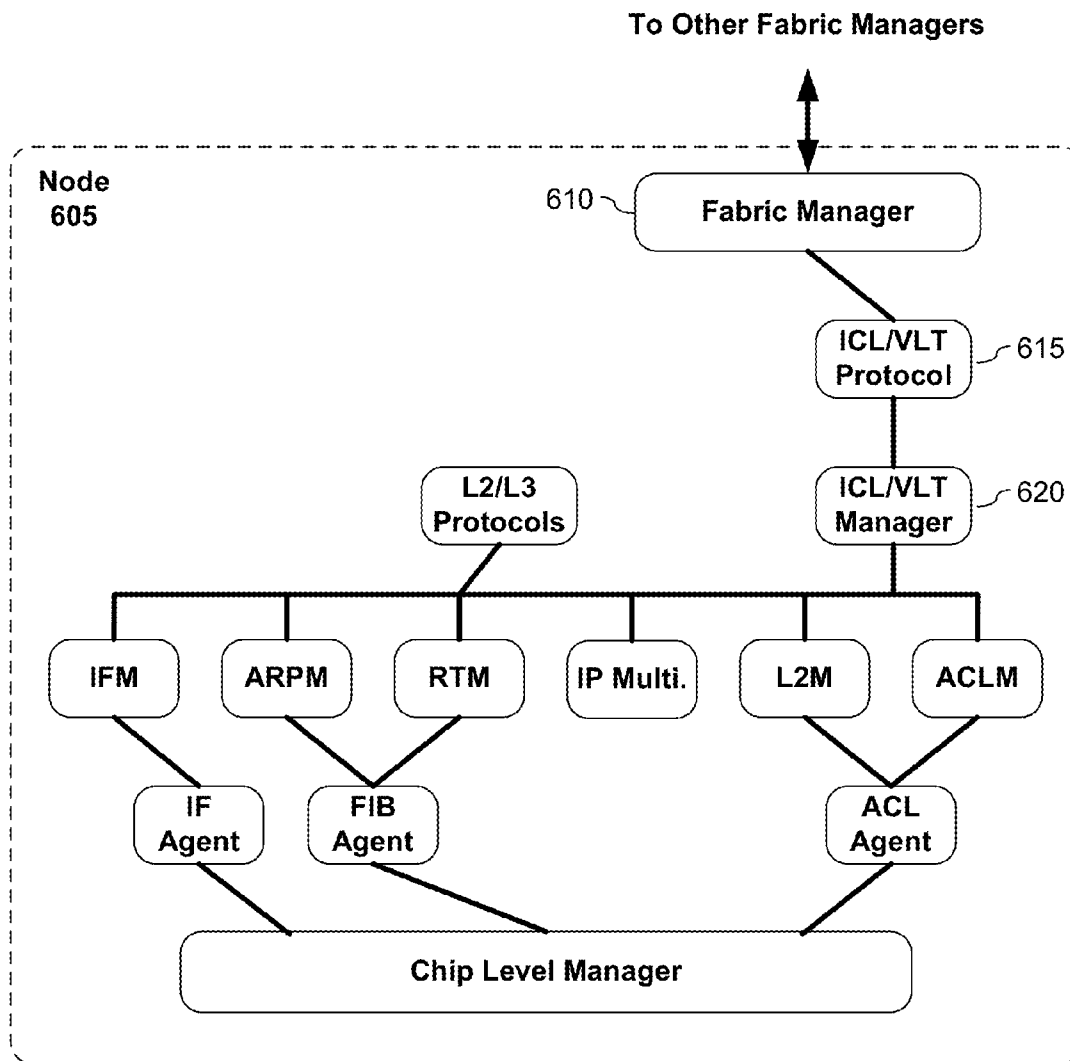 To Other Fabric Managers
Node
605
610
Fabric Manager
ICL/VLT
Protocol
615
L2/L3
Protocols
ICL/VLT
Manager
620
IFM
ARPM
RTM
IP Multi.
L2M
ACLM
IF
Agent
FIB
Agent
ACL
Agent
Chip Level Manager